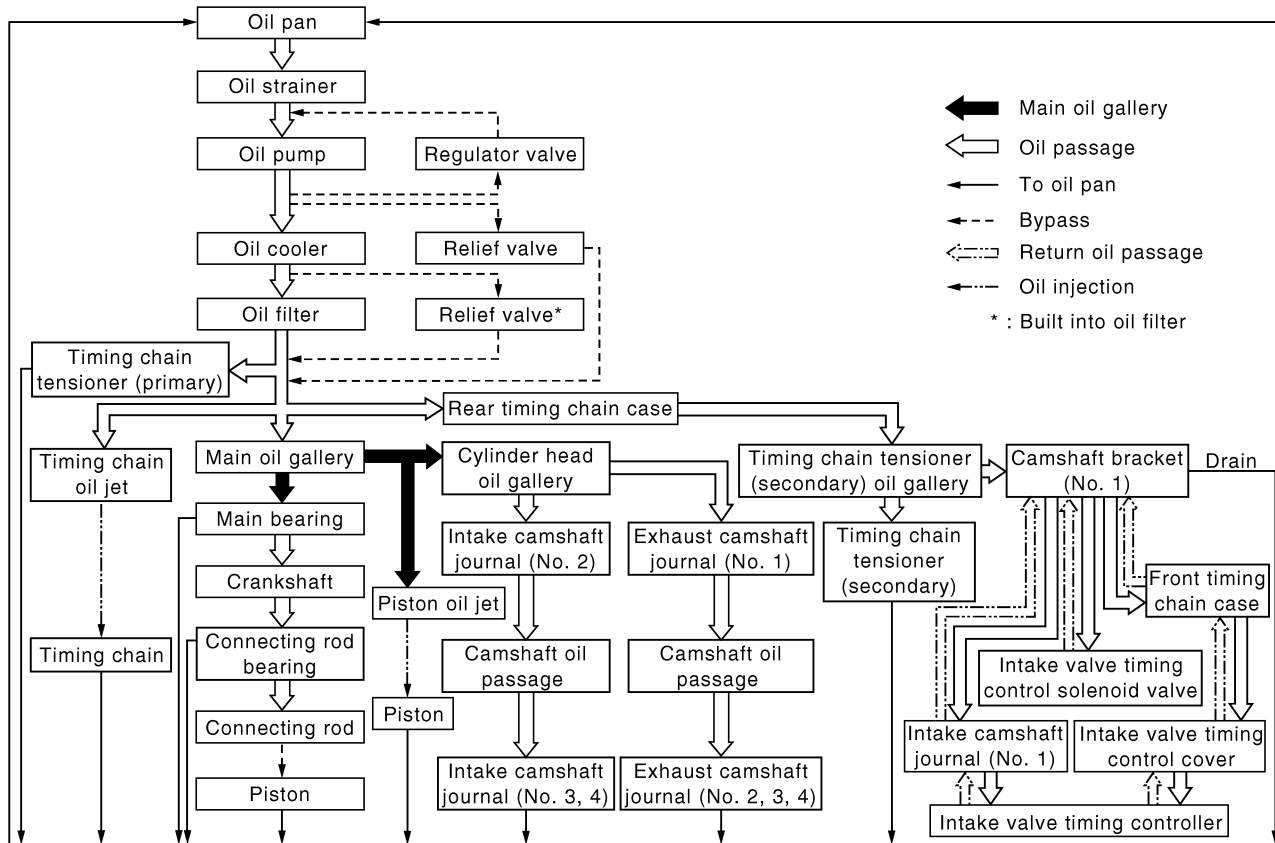 Oil pan
Oil strainer
Oil pump
Regulator valve
Oil cooler
Relief valve
Oil filter
Relief valve*
Main oil gallery
Oil passage
To oil pan
Bypass
Return oil passage
Oil injection
* : Built into oil filter
Timing chain
tensioner (primary)
Rear timing chain case
Timing chain
oil jet
Main oil gallery
Cylinder head
oil gallery
Timing chain tensioner
(secondary) oil gallery
Camshaft bracket
(No. 1)
Drain
Main bearing
Intake camshaft
journal (No. 2)
Exhaust camshaft
journal (No. 1)
Timing chain
tensioner
(secondary)
Crankshaft
Piston oil jet
Front timing
chain case
Timing chain
Connecting rod
bearing
Camshaft oil
passage
Camshaft oil
passage
Intake valve timing
control solenoid valve
Connecting rod
Piston
Intake camshaft
journal (No. 1)
Intake valve timing
control cover
Piston
Intake camshaft
journal (No. 3, 4)
Exhaust camshaft
journal (No. 2, 3, 4)
Intake valve timing controller